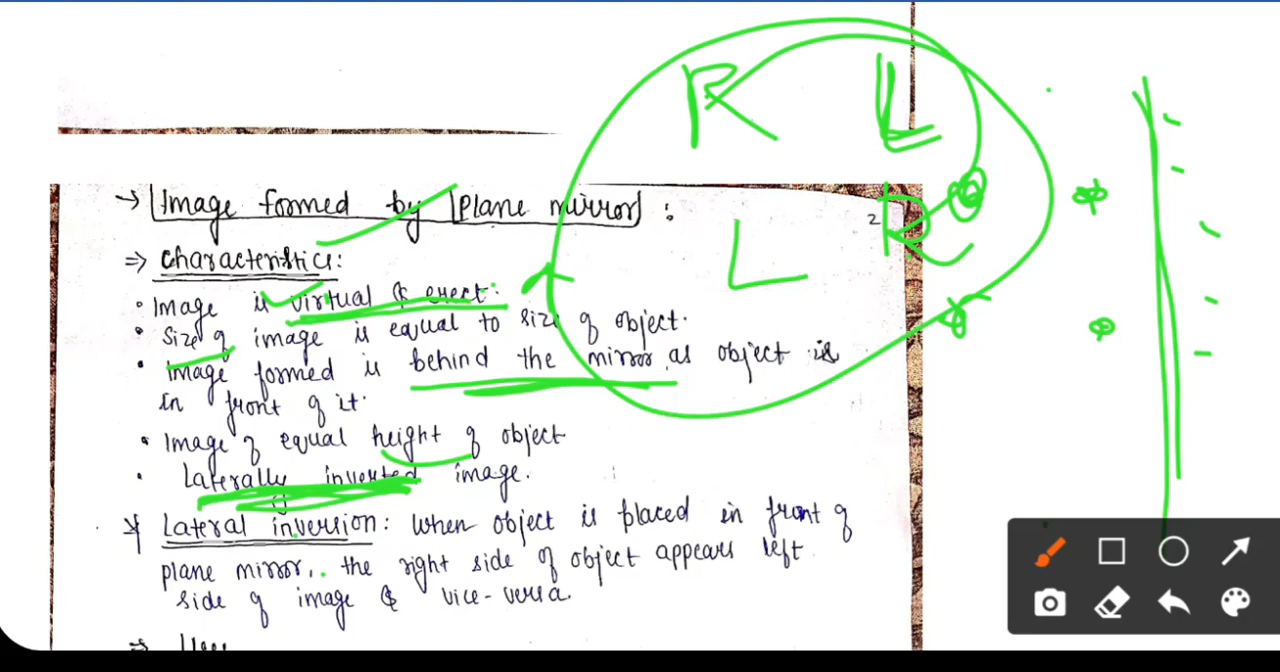 R L
→ Image formed by Plane mirror :
2 R
⇒ Characteristics:
L
• Image is virtual & erect.
• Size of image is equal to size of object.
• Image formed is behind the mirror as object is
in front of it.
• Image of equal height of object
• Laterally inverted image.
Lateral inversion: When object is placed in front of
plane mirror, the right side of object appears left
side of image & vice-versa.
⇒ Uses